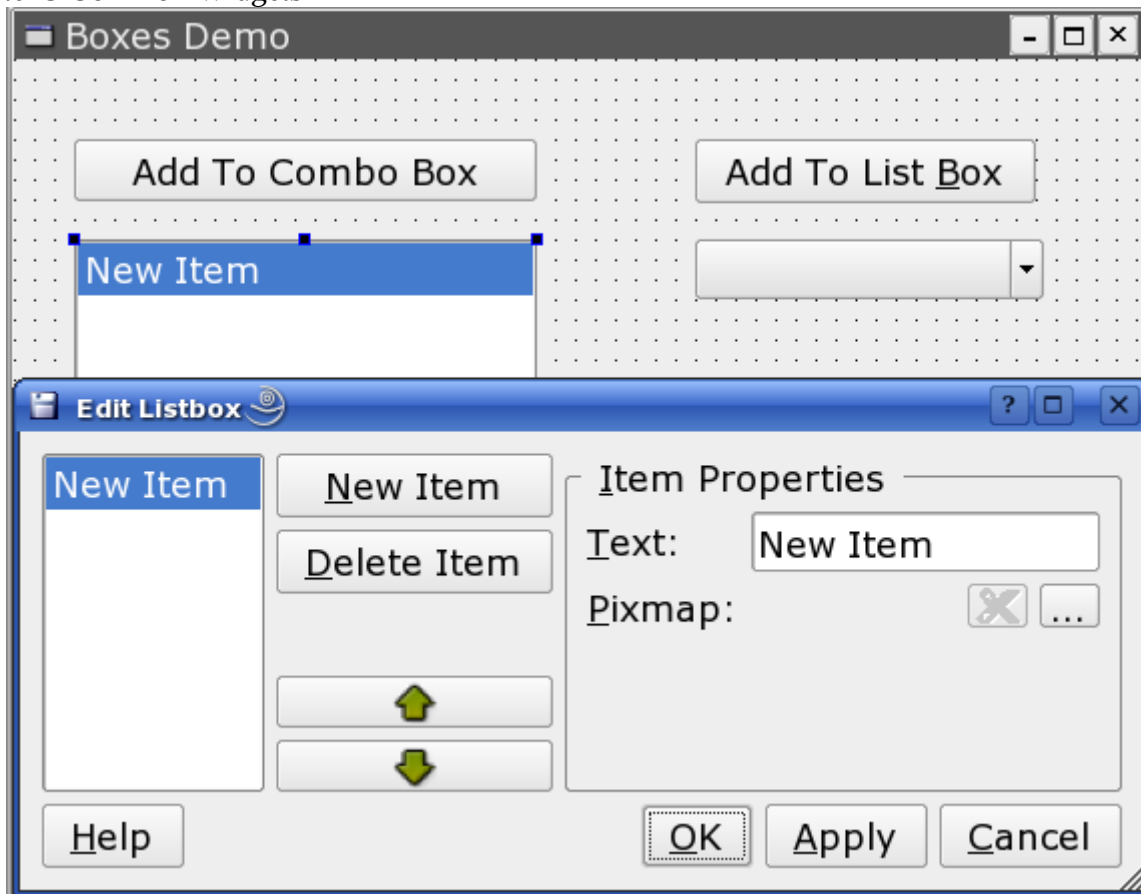 Boxes Demo
Add To Combo Box
Add To List Box
New Item
Edit Listbox
New Item
New Item
Delete Item
Item Properties
Text: New Item
Pixmap:
...
Help
OK
Apply
Cancel